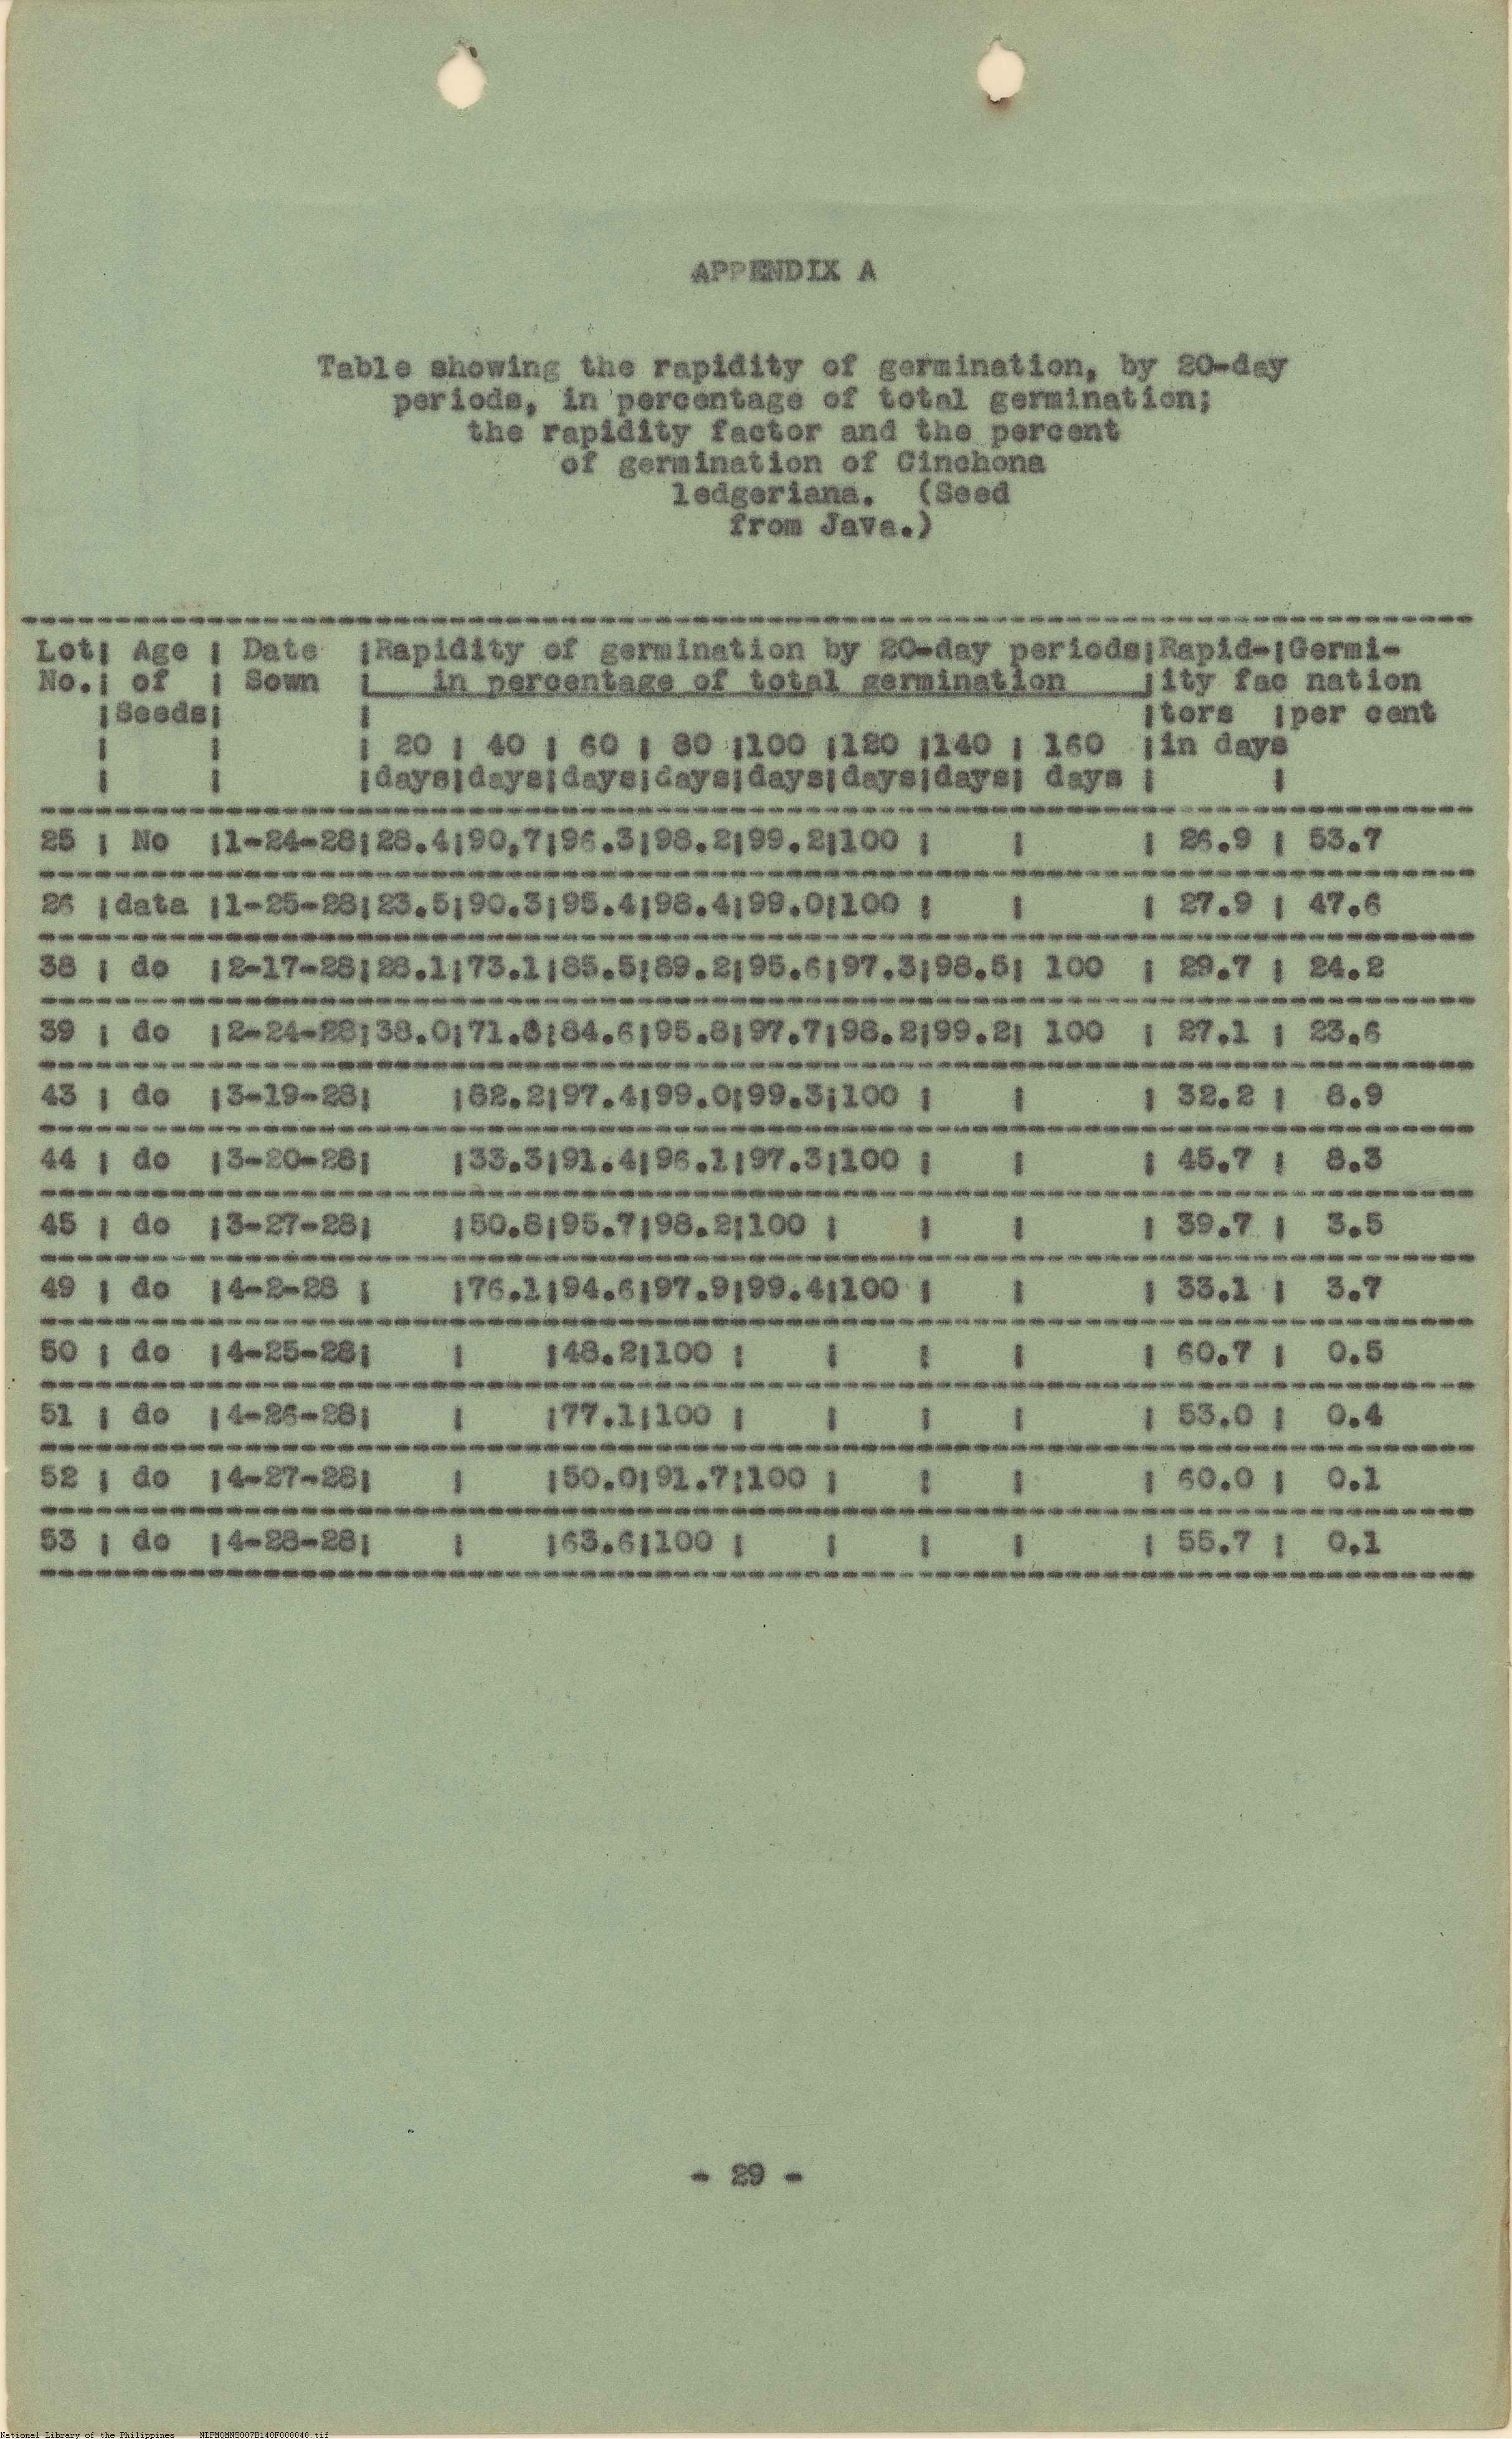 APPENDIX A
Table showing the rapidity of germination, by 20-day
periods, in percentage of total germination;
the rapidity factor and the percent
of germination of Cinchona
ledgeriana. (Seed
from Java.)
Lot¦ Age ¦ Date ¦Rapidity of germination by 20-day periods¦Rapid-¦Germi-
No.¦ of ¦ Sown ¦ in percentage of total germination ¦ity fac nation
¦Seeds¦ ¦ ¦tors ¦per cent
¦ ¦ ¦ 20 ¦ 40 ¦ 60 ¦ 80 ¦100 ¦120 ¦140 ¦ 160 ¦in days
¦ ¦ ¦days¦days¦days¦days¦days¦days¦days¦ days ¦ ¦
25 ¦ No ¦1-24-28¦28.4¦90,7¦96.3¦98.2¦99.2¦100 ¦ ¦ ¦ 26.9 ¦ 53.7
26 ¦data ¦1-25-28¦23.5¦90.3¦95.4¦98.4¦99.0¦100 ¦ ¦ ¦ 27.9 ¦ 47.6
38 ¦ do ¦2-17-28¦28.1¦73.1¦85.5¦89.2¦95.6¦97.3¦98.5¦ 100 ¦ 29.7 ¦ 24.2
39 ¦ do ¦2-24-28¦38.0¦71.8¦84.6¦95.8¦97.7¦98.2¦99.2¦ 100 ¦ 27.1 ¦ 23.6
43 ¦ do ¦3-19-28¦ ¦82.2¦97.4¦99.0¦99.3¦100 ¦ ¦ ¦ 32.2 ¦ 8.9
44 ¦ do ¦3-20-28¦ ¦33.3¦91.4¦96.1¦97.3¦100 ¦ ¦ ¦ 45.7 ¦ 8.3
45 ¦ do ¦3-27-28¦ ¦50.8¦95.7¦98.2¦100 ¦ ¦ ¦ ¦ 39.7 ¦ 3.5
49 ¦ do ¦4-2-28 ¦ ¦76.1¦94.6¦97.9¦99.4¦100 ¦ ¦ ¦ 33.1 ¦ 3.7
50 ¦ do ¦4-25-28¦ ¦ ¦48.2¦100 ¦ ¦ ¦ ¦ ¦ 60.7 ¦ 0.5
51 ¦ do ¦4-26-28¦ ¦ ¦77.1¦100 ¦ ¦ ¦ ¦ ¦ 53.0 ¦ 0.4
52 ¦ do ¦4-27-28¦ ¦ ¦50.0¦91.7¦100 ¦ ¦ ¦ ¦ 60.0 ¦ 0.1
53 ¦ do ¦4-28-28¦ ¦ ¦63.6¦100 ¦ ¦ ¦ ¦ ¦ 55.7 ¦ 0.1
- 29 -
National Library of the Philippines NLPMQMNS007B140F008048.tif